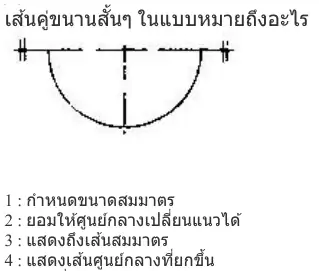 เส้นคู่ขนานสั้นๆ ในแบบหมายถึงอะไร
1 : กำหนดขนาดสมมาตร
2 : ยอมให้ศูนย์กลางเปลี่ยนแนวได้
3 : แสดงถึงเส้นสมมาตร
4 : แสดงเส้นศูนย์กลางที่ยกขึ้น